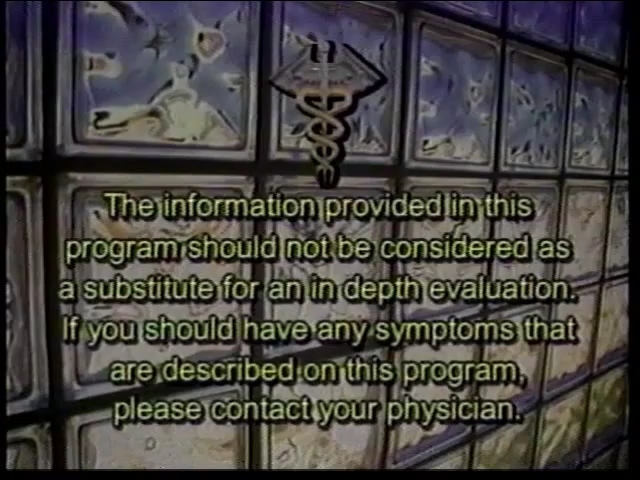 The information provided in this
program should not be considered as
a substitute for an in depth evaluation.
If you should have any symptoms that
are described on this program,
please contact your physician.